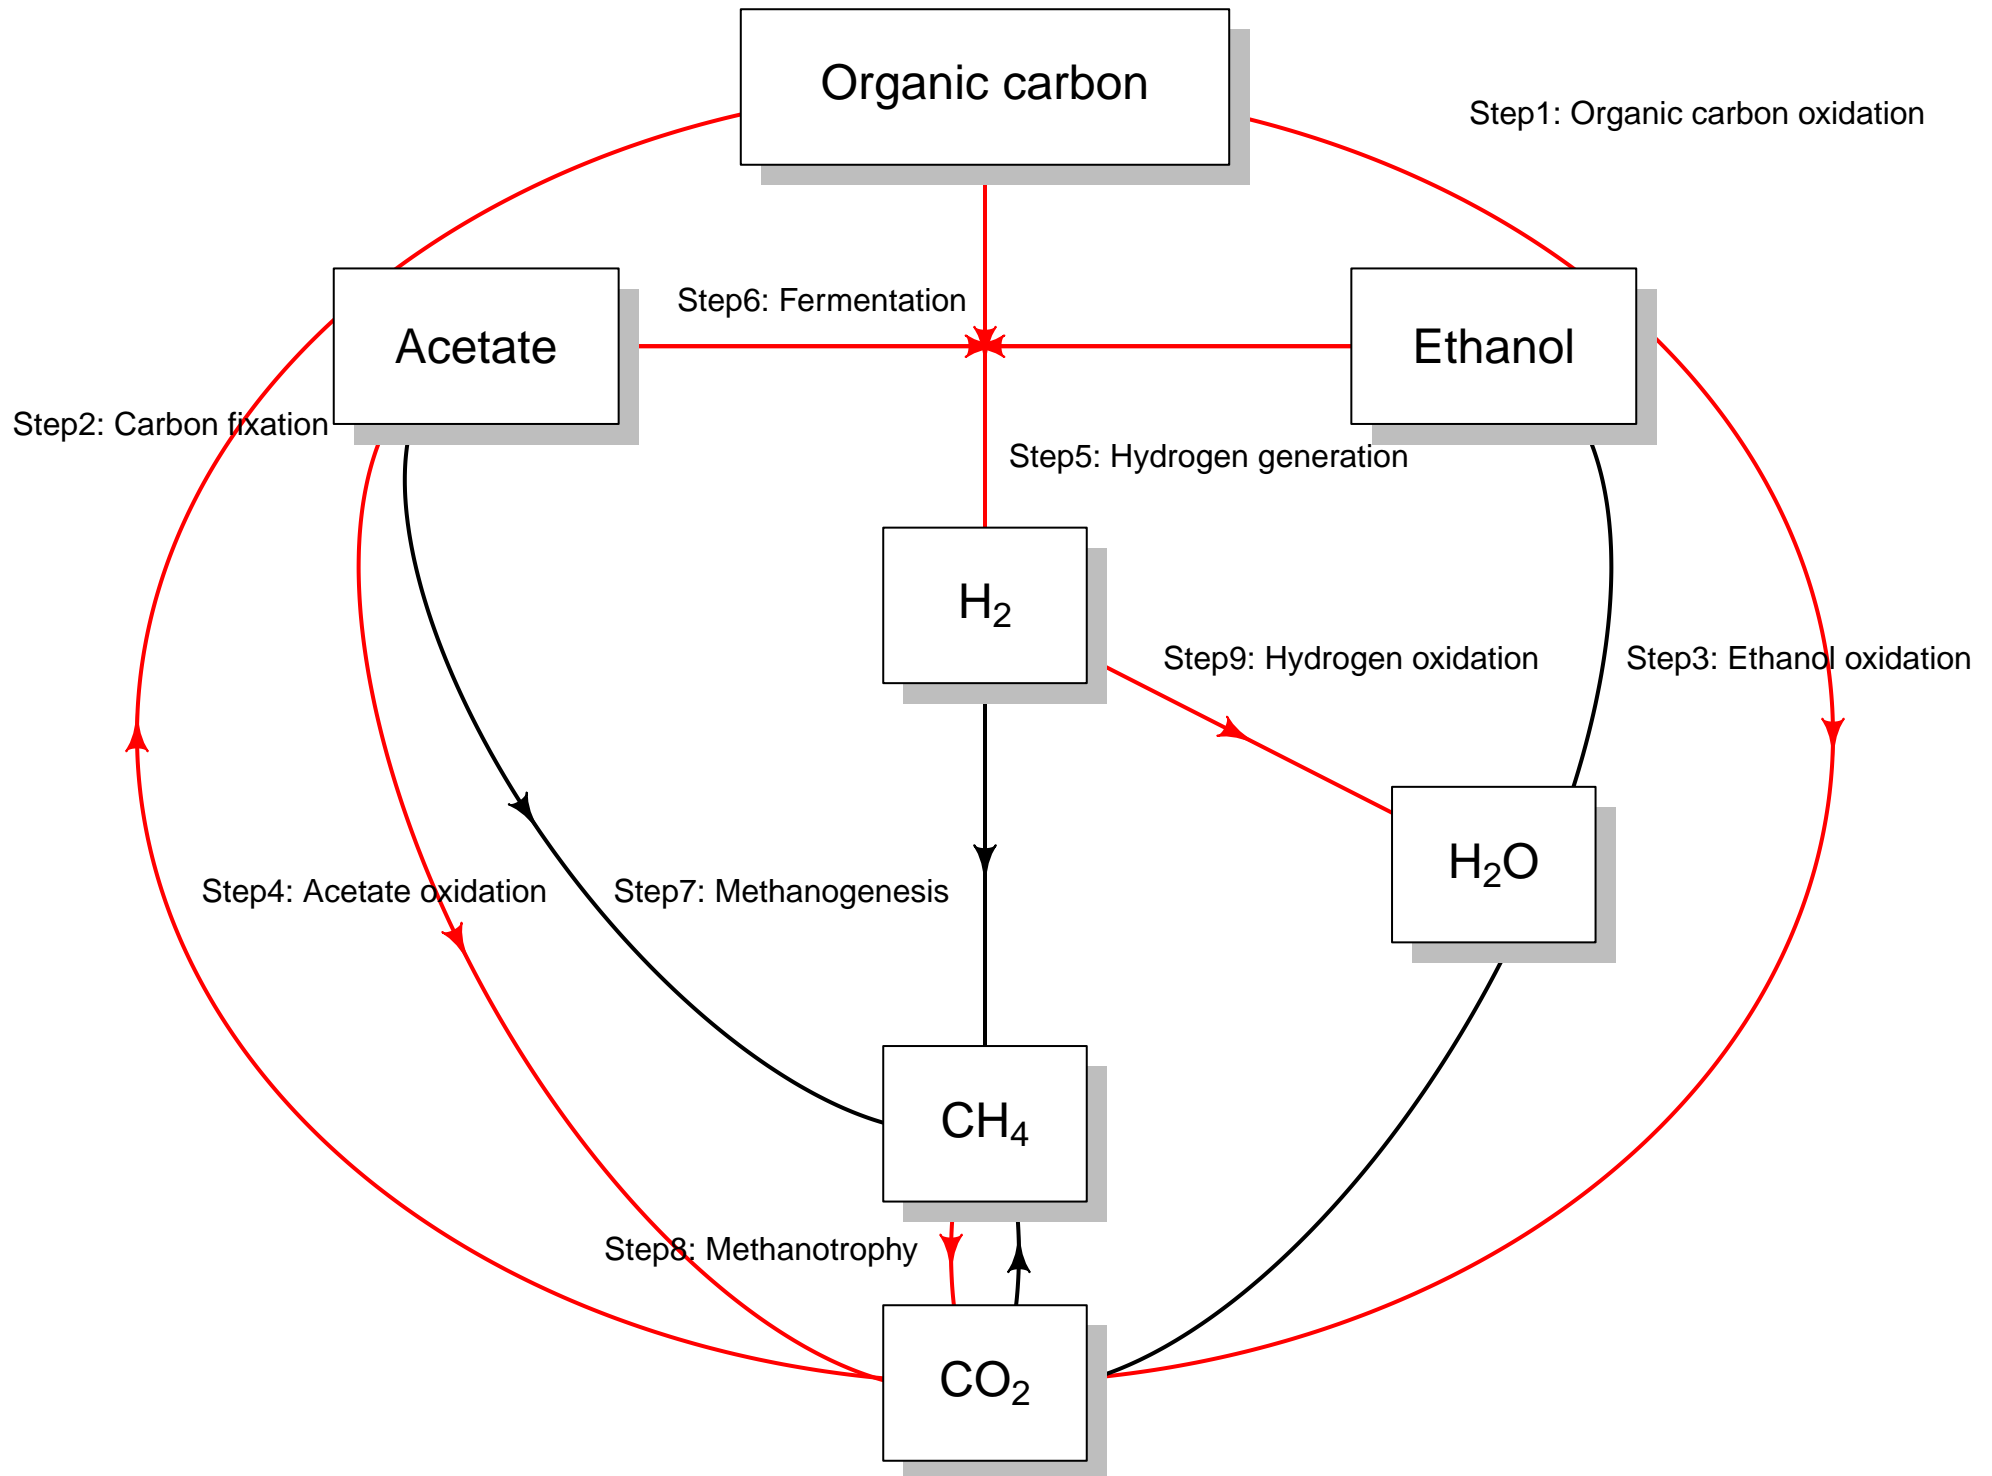 Organic carbon
Step1: Organic carbon oxidation
Step6: Fermentation
Acetate
Ethanol
Step2: Carbon fixation
Step5: Hydrogen generation
H₂
Step9: Hydrogen oxidation
Step3: Ethanol oxidation
H₂O
Step4: Acetate oxidation
Step7: Methanogenesis
CH₄
Step8: Methanotrophy
CO₂